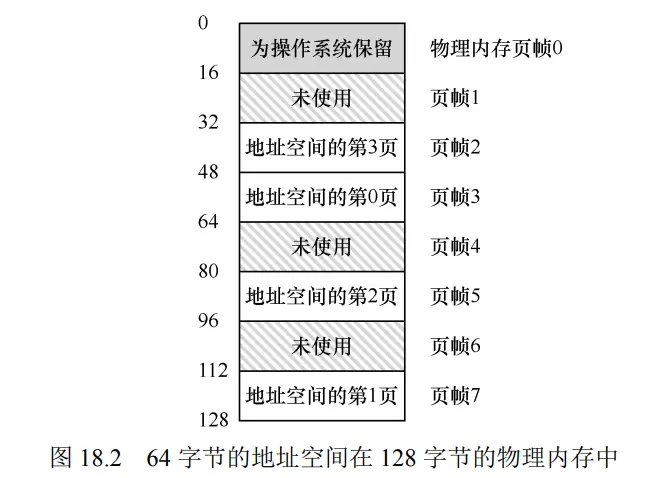 0
为操作系统保留 物理内存页帧0
16
未使用 页帧1
32
地址空间的第3页 页帧2
48
地址空间的第0页 页帧3
64
未使用 页帧4
80
地址空间的第2页 页帧5
96
未使用 页帧6
112
地址空间的第1页 页帧7
128
图 18.2 64 字节的地址空间在 128 字节的物理内存中